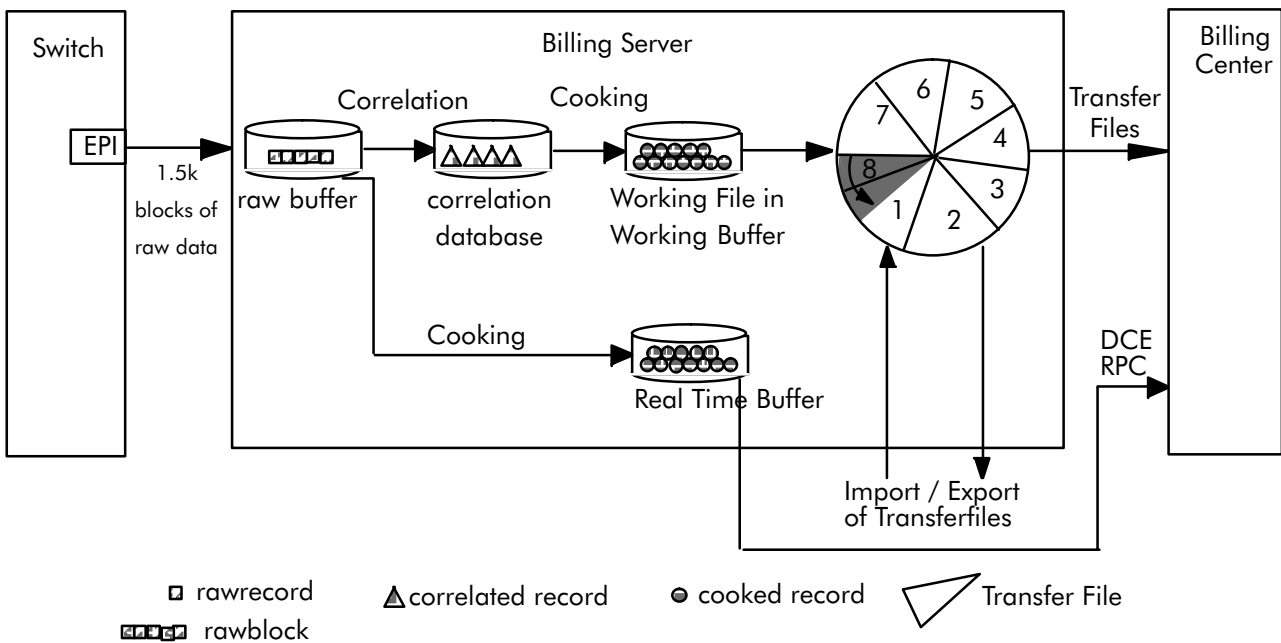 Switch
Billing Server
Billing
Center
EPI
1.5k
blocks of
raw data
Correlation
Cooking
raw buffer
correlation
database
Working File in
Working Buffer
1
2
3
4
5
6
7
8
Transfer
Files
Cooking
Real Time Buffer
DCE
RPC
Import / Export
of Transferfiles
rawrecord
correlated record
cooked record
Transfer File
rawblock